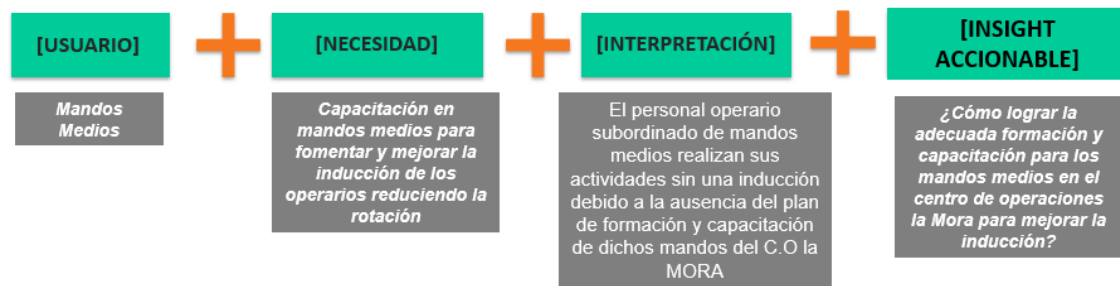 [USUARIO]
[NECESIDAD]
[INTERPRETACIÓN]
[INSIGHT
ACCIONABLE]
Mandos
Medios
Capacitación en
mandos medios para
fomentar y mejorar la
inducción de los
operarios reduciendo la
rotación
El personal operario
subordinado de mandos
medios realizan sus
actividades sin una inducción
debido a la ausencia del plan
de formación y capacitación
de dichos mandos del C.O la
MORA
¿Cómo lograr la
adecuada formación y
capacitación para los
mandos medios en el
centro de operaciones
la Mora para mejorar la
inducción?